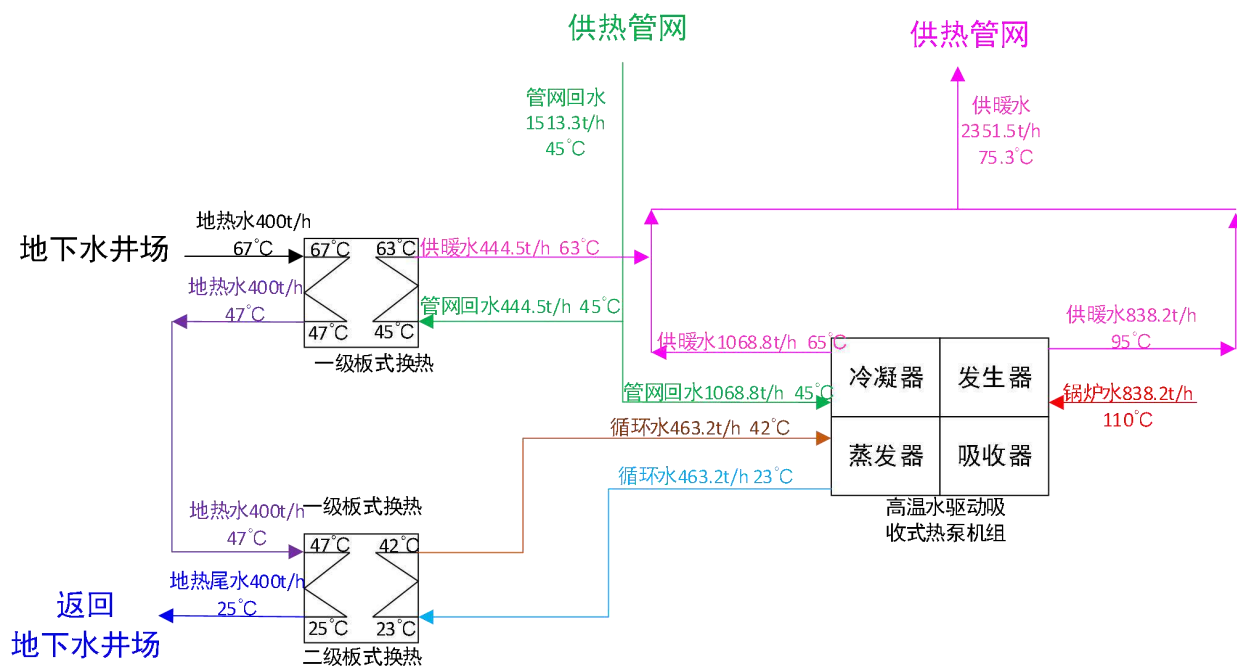 供热管网
供热管网
管网回水
1513.3t/h
45℃
供暖水
2351.5t/h
75.3℃
地下水井场
地热水400t/h
67℃
67℃
63℃
供暖水444.5t/h 63℃
地热水400t/h
47℃
47℃
45℃
管网回水444.5t/h 45℃
一级板式换热
供暖水1068.8t/h 65℃
供暖水838.2t/h
95℃
管网回水1068.8t/h 45℃
冷凝器
发生器
锅炉水838.2t/h
110℃
循环水463.2t/h 42℃
蒸发器
吸收器
循环水463.2t/h 23℃
高温水驱动吸
收式热泵机组
一级板式换热
地热水400t/h
47℃
47℃
42℃
地热尾水400t/h
25℃
25℃
23℃
返回
地下水井场
二级板式换热